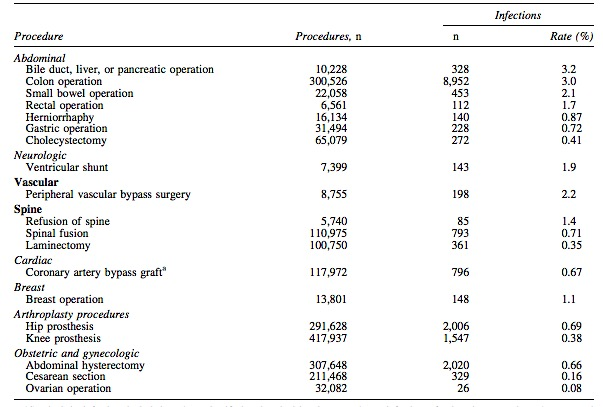 Infections
Procedure Procedures, n n Rate (%)
Abdominal
Bile duct, liver, or pancreatic operation 10,228 328 3.2
Colon operation 300,526 8,952 3.0
Small bowel operation 22,058 453 2.1
Rectal operation 6,561 112 1.7
Herniorrhaphy 16,134 140 0.87
Gastric operation 31,494 228 0.72
Cholecystectomy 65,079 272 0.41
Neurologic
Ventricular shunt 7,399 143 1.9
Vascular
Peripheral vascular bypass surgery 8,755 198 2.2
Spine
Refusion of spine 5,740 85 1.4
Spinal fusion 110,975 793 0.71
Laminectomy 100,750 361 0.35
Cardiac
Coronary artery bypass graftᵃ 117,972 796 0.67
Breast
Breast operation 13,801 148 1.1
Arthroplasty procedures
Hip prosthesis 291,628 2,006 0.69
Knee prosthesis 417,937 1,547 0.38
Obstetric and gynecologic
Abdominal hysterectomy 307,648 2,020 0.66
Cesarean section 211,468 329 0.16
Ovarian operation 32,082 26 0.08